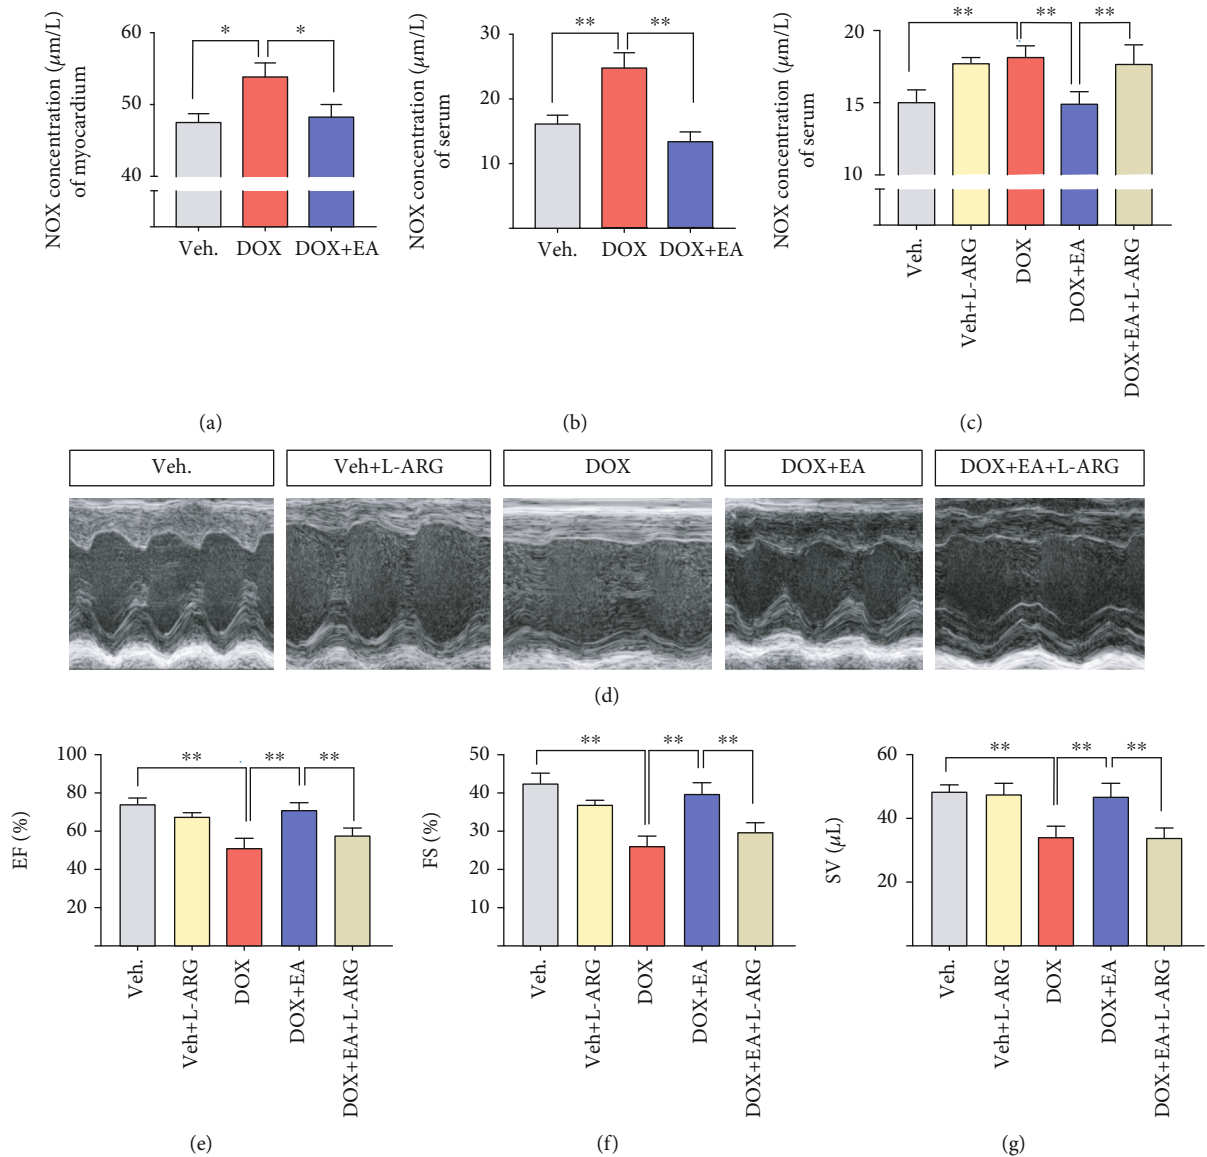 NOX concentration (μm/L)
of myocardium
60
50
40
* *
Veh. DOX DOX+EA
(a)
NOX concentration (μm/L)
of serum
30
20
10
** **
Veh. DOX DOX+EA
(b)
NOX concentration (μm/L)
of serum
20
15
10
** ** **
Veh.
Veh+L-ARG
DOX
DOX+EA
DOX+EA+L-ARG
(c)
Veh. Veh+L-ARG DOX DOX+EA DOX+EA+L-ARG
(d)
EF (%)
100
80
60
40
20
** ** **
Veh.
Veh+L-ARG
DOX
DOX+EA
DOX+EA+L-ARG
(e)
FS (%)
50
40
30
20
10
** ** **
Veh.
Veh+L-ARG
DOX
DOX+EA
DOX+EA+L-ARG
(f)
SV (μL)
60
40
20
** ** **
Veh.
Veh+L-ARG
DOX
DOX+EA
DOX+EA+L-ARG
(g)